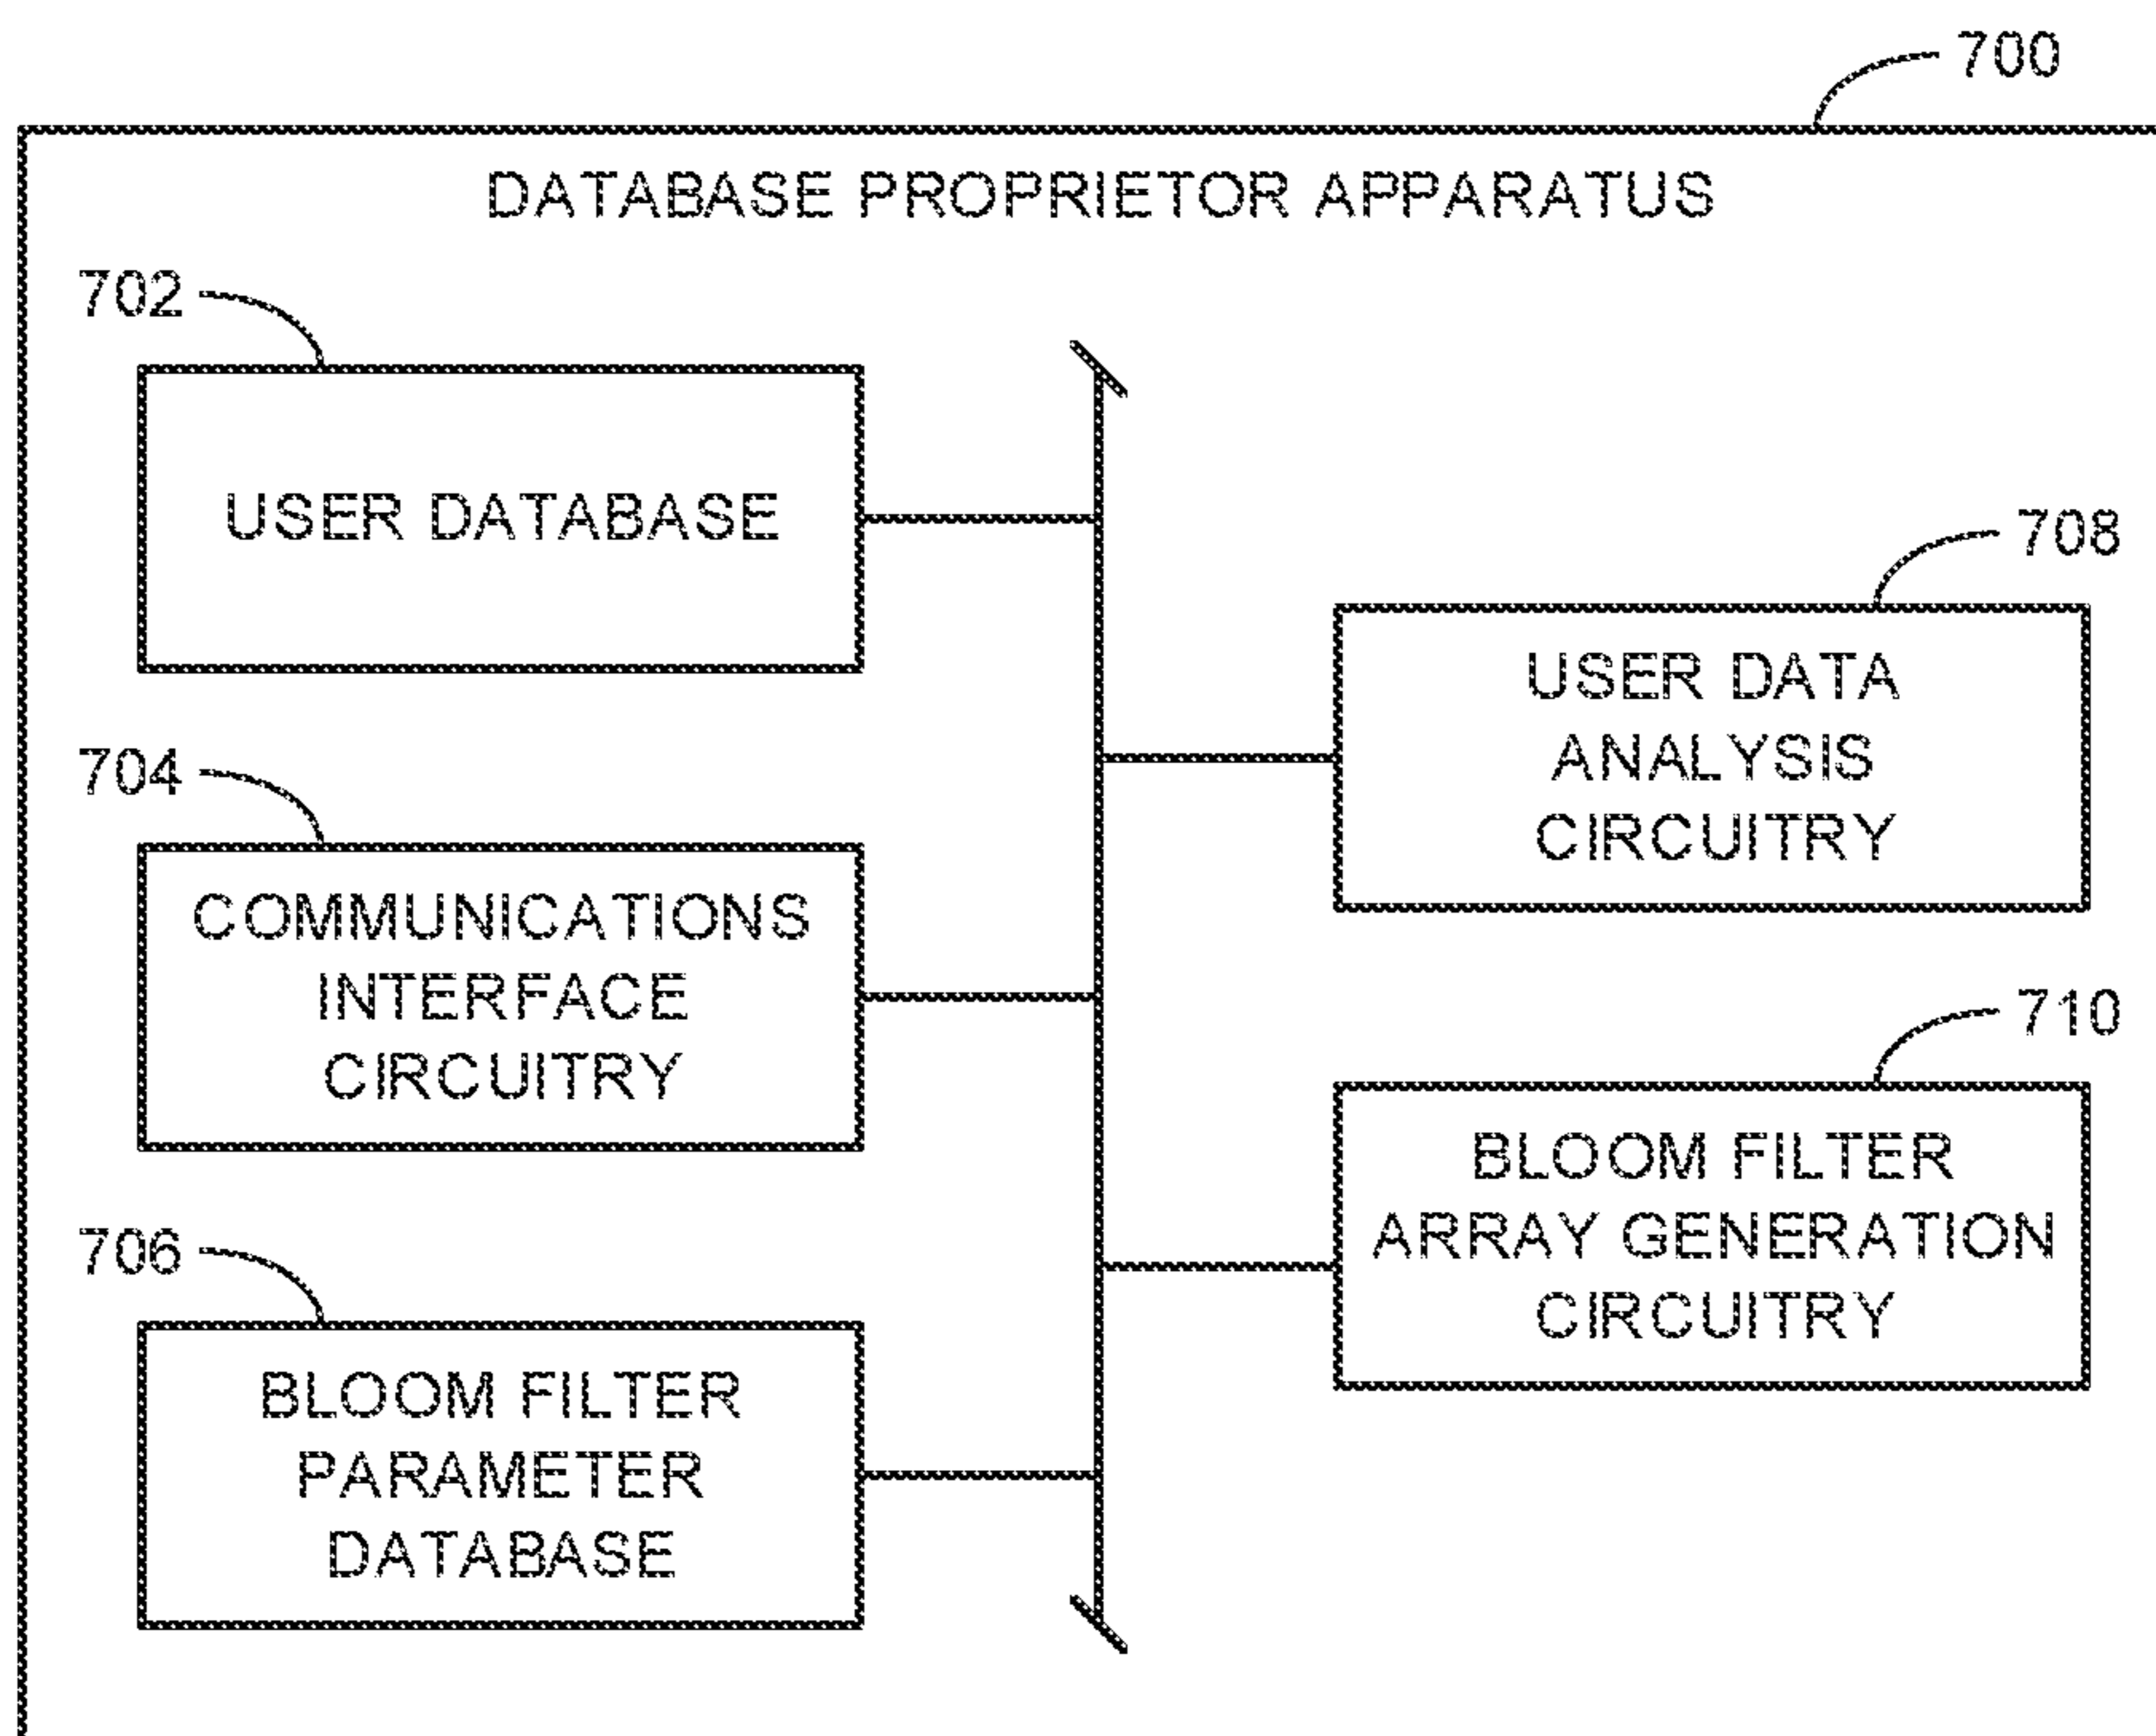 700
DATABASE PROPRIETOR APPARATUS
702
USER DATABASE
708
USER DATA
ANALYSIS
CIRCUITRY
704
COMMUNICATIONS
INTERFACE
CIRCUITRY
710
BLOOM FILTER
ARRAY GENERATION
CIRCUITRY
706
BLOOM FILTER
PARAMETER
DATABASE